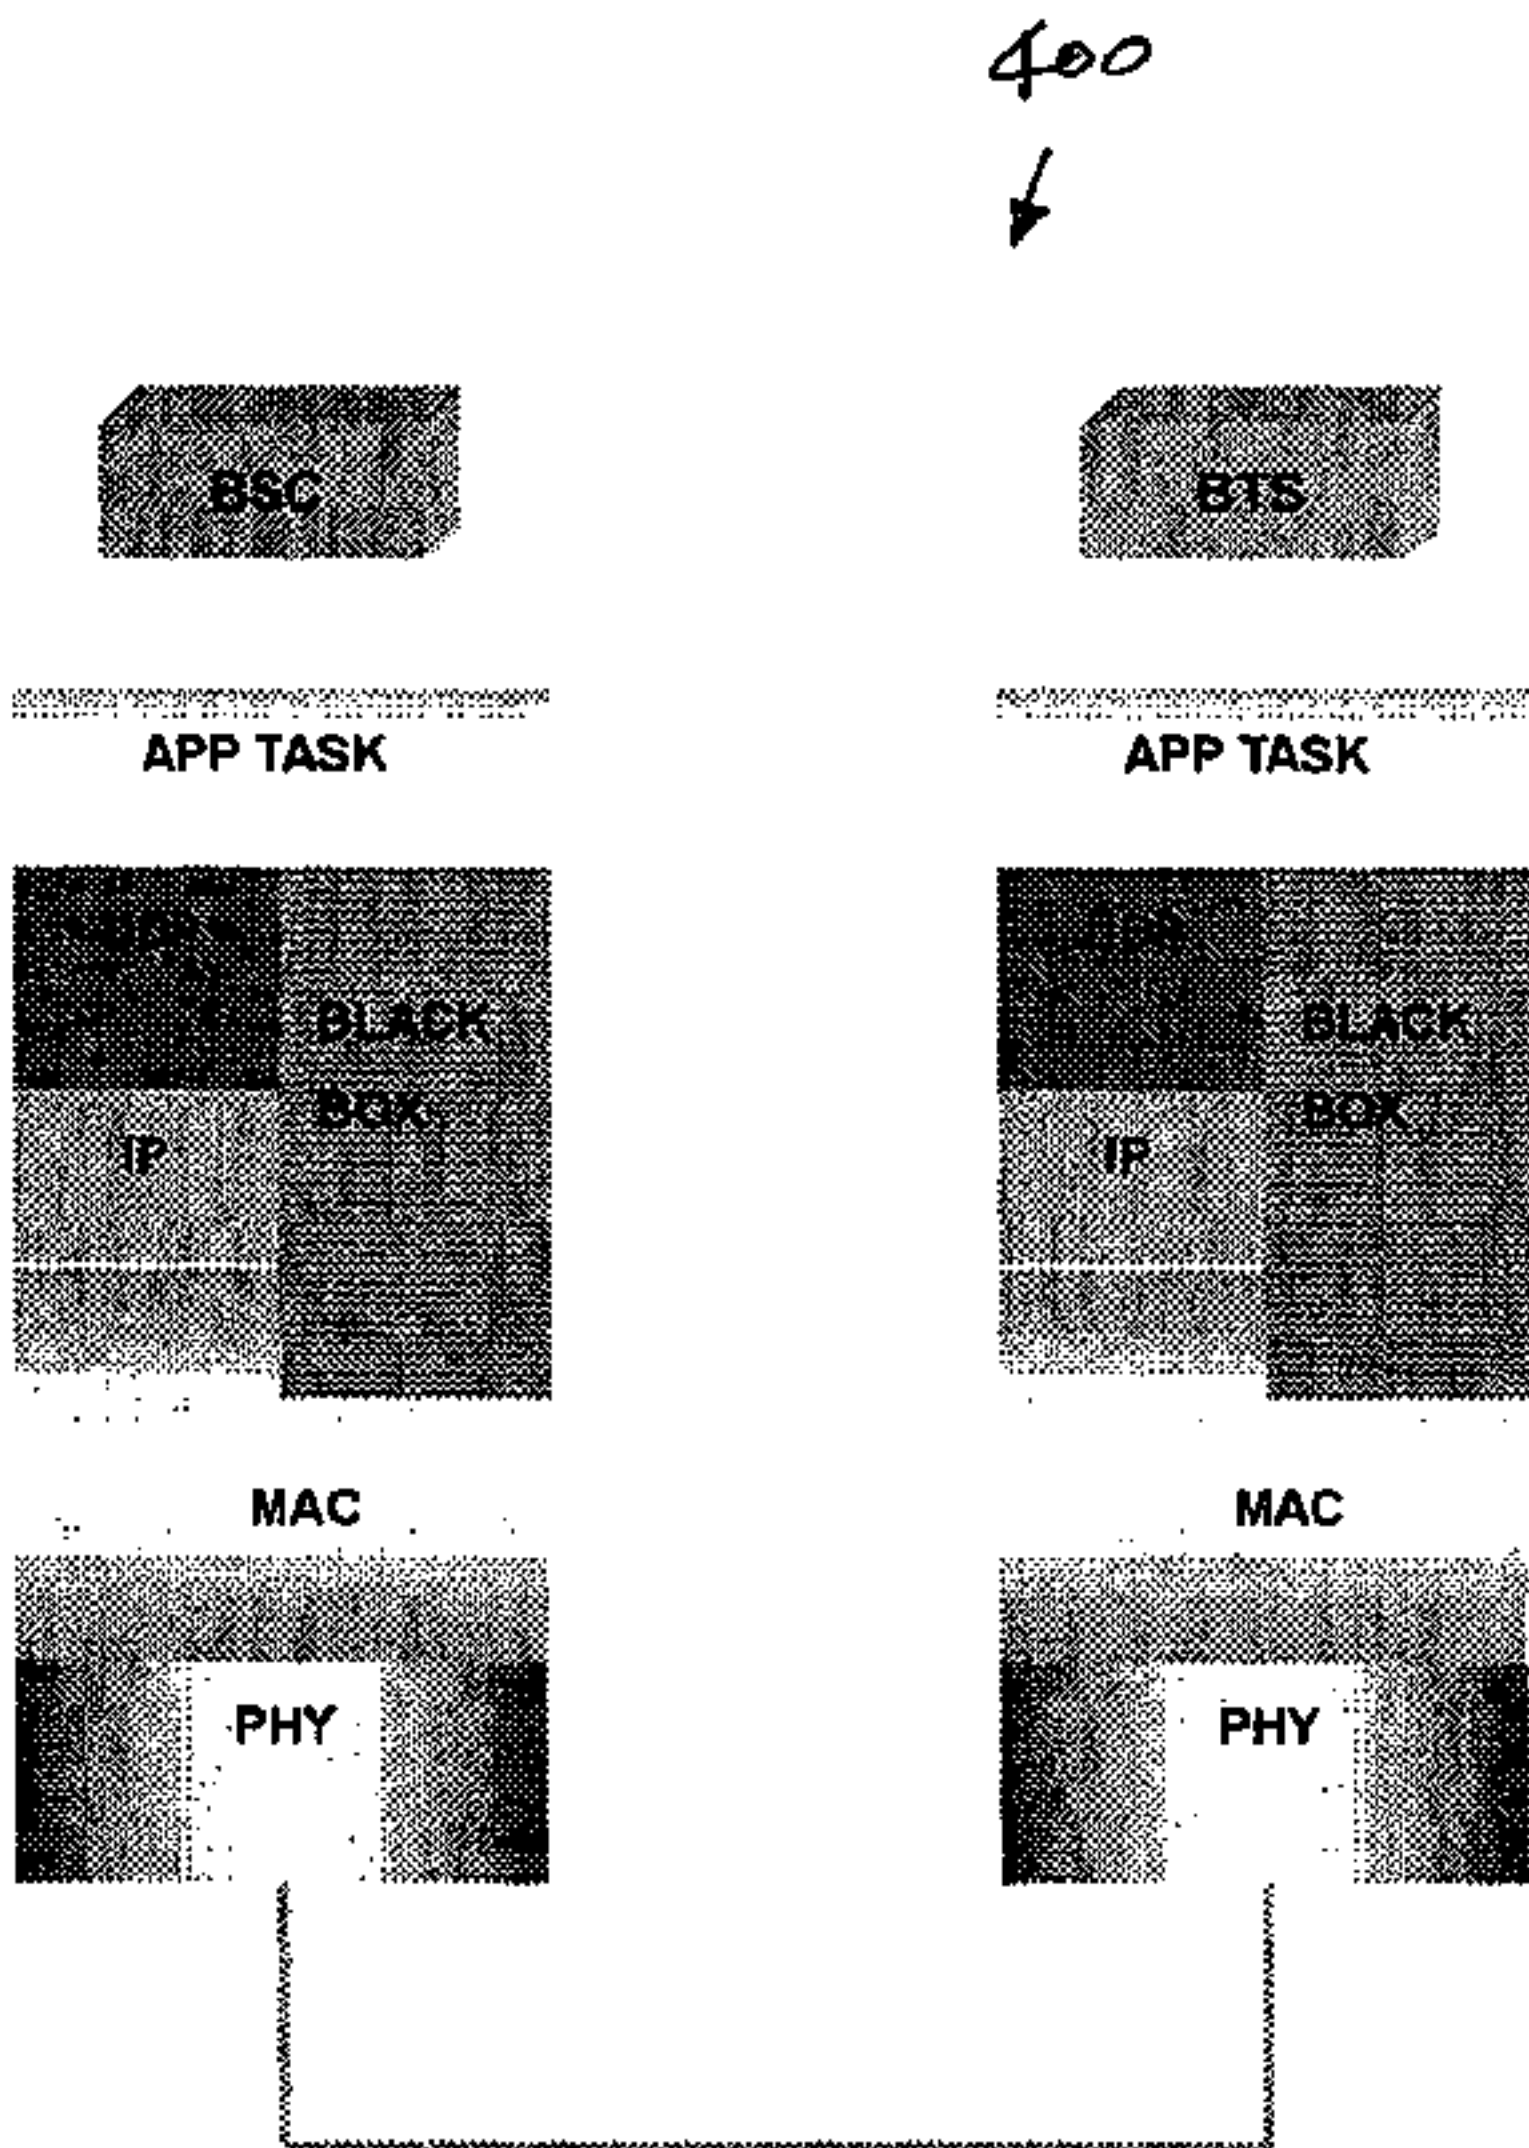 400
BSC BTS
APP TASK APP TASK
BLACK BLACK
BOX BOX
IP IP
MAC MAC
PHY PHY